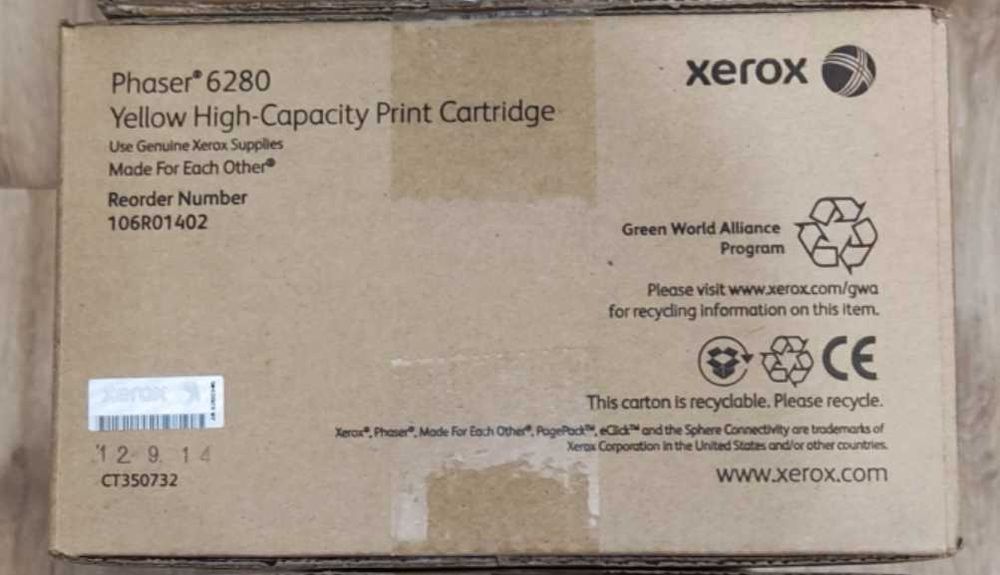 Phaser® 6280
Yellow High-Capacity Print Cartridge
Use Genuine Xerox Supplies
Made For Each Other®
Reorder Number
106R01402
xerox
Green World Alliance
Program
Please visit www.xerox.com/gwa
for recycling information on this item.
CE
This carton is recyclable. Please recycle.
Xerox®, Phaser®, Made For Each Other®, PagePack™, eClick™ and the Sphere Connectivity are trademarks of
Xerox Corporation in the United States and/or other countries.
www.xerox.com
xerox
'12 9. 14
CT350732